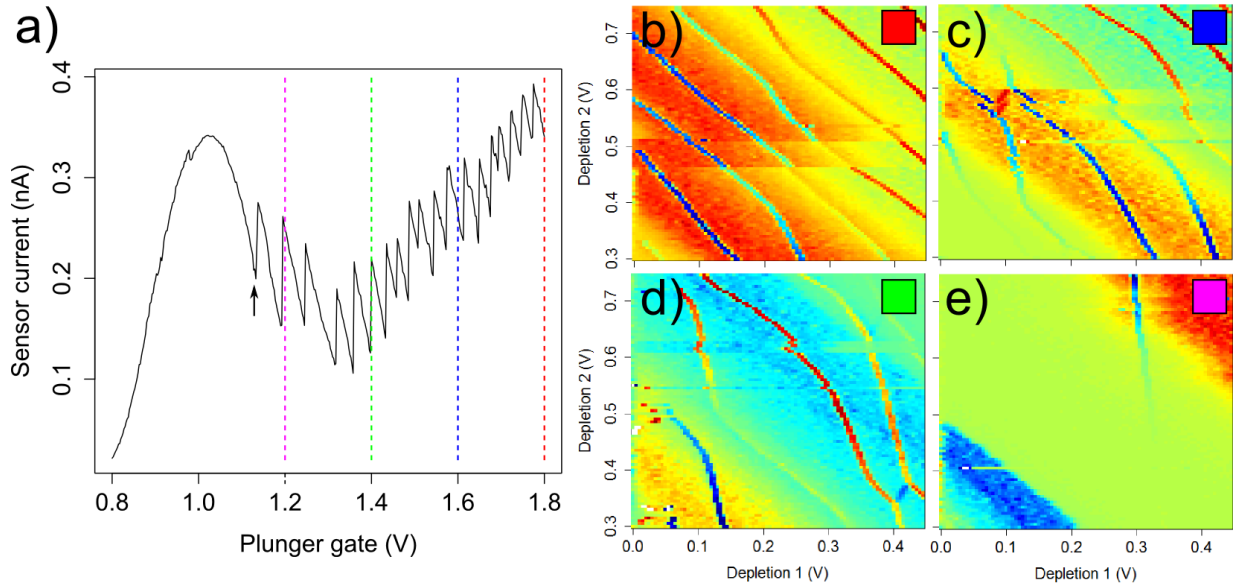 a)
Sensor current (nA)
0.4
0.3
0.2
0.1
0.8 1.0 1.2 1.4 1.6 1.8
Plunger gate (V)
b)
Depletion 2 (V)
0.7
0.6
0.5
0.4
0.3
c)
d)
Depletion 2 (V)
0.7
0.6
0.5
0.4
0.3
0.0 0.1 0.2 0.3 0.4
Depletion 1 (V)
e)
0.0 0.1 0.2 0.3 0.4
Depletion 1 (V)